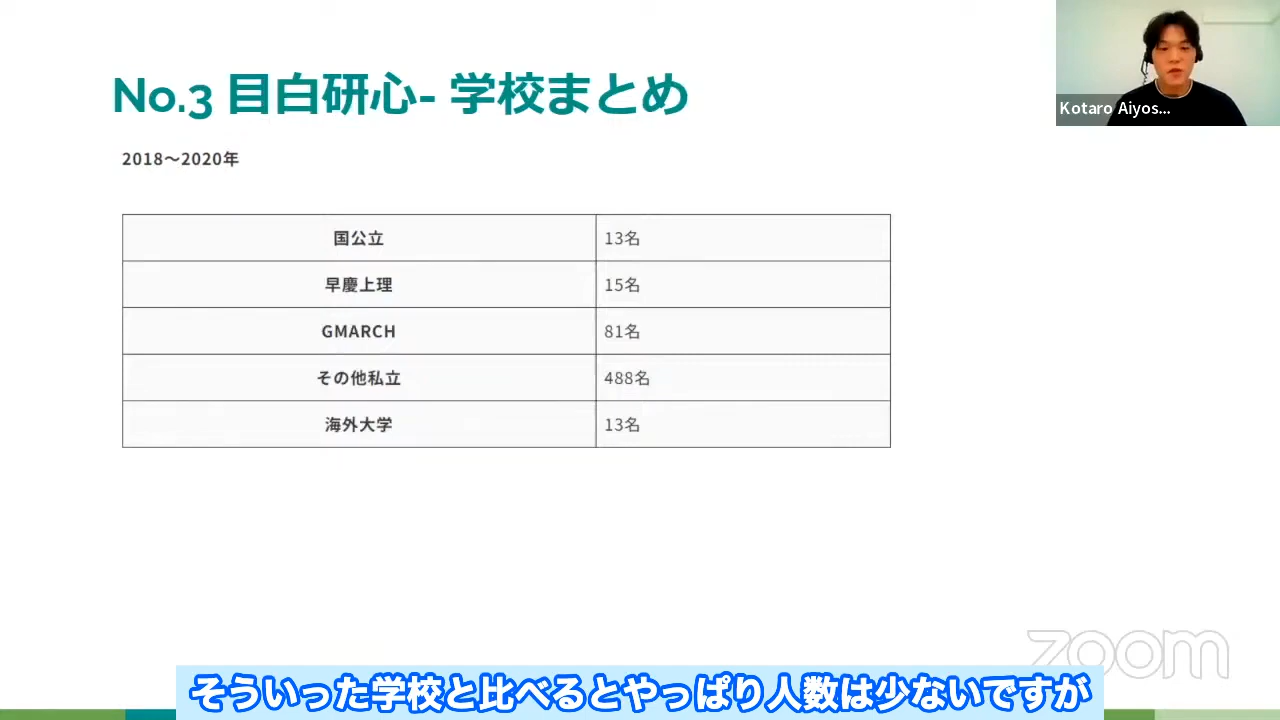 No.3 目白研心- 学校まとめ
Kotaro Aiyos...
2018〜2020年
国公立 13名
早慶上理 15名
GMARCH 81名
その他私立 488名
海外大学 13名
zoom
そういった学校と比べるとやっぱり人数は少ないですが